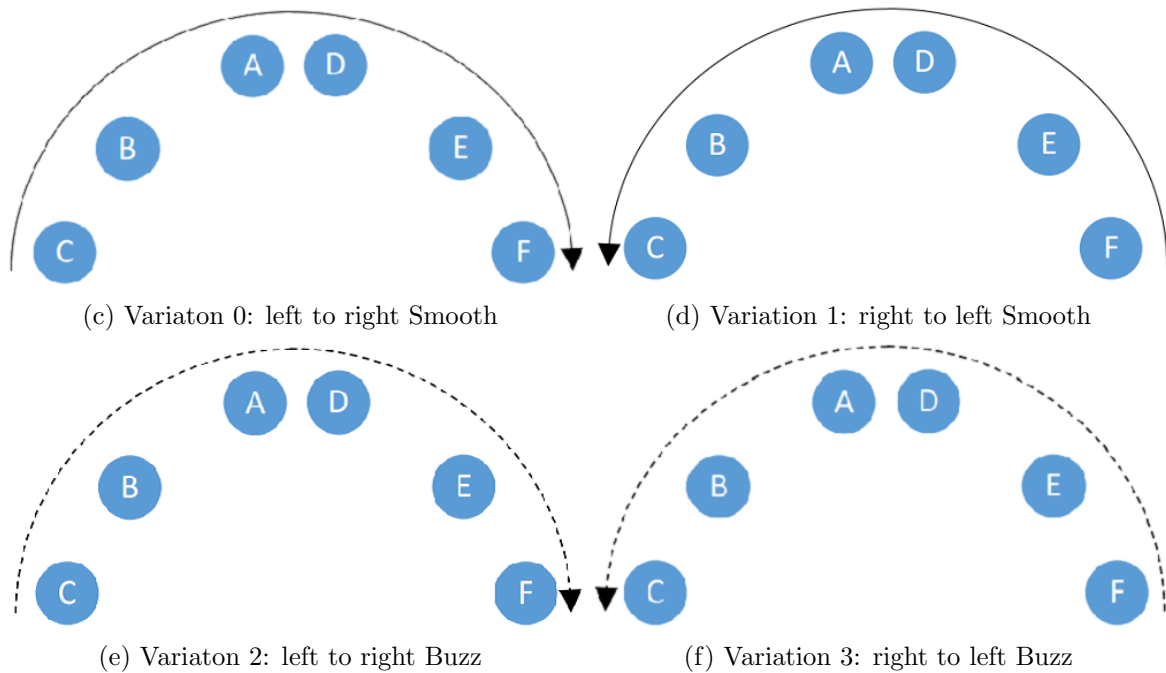 A D
B E
C F
(c) Variaton 0: left to right Smooth
A D
B E
C F
(d) Variation 1: right to left Smooth
A D
B E
C F
(e) Variaton 2: left to right Buzz
A D
B E
C F
(f) Variation 3: right to left Buzz